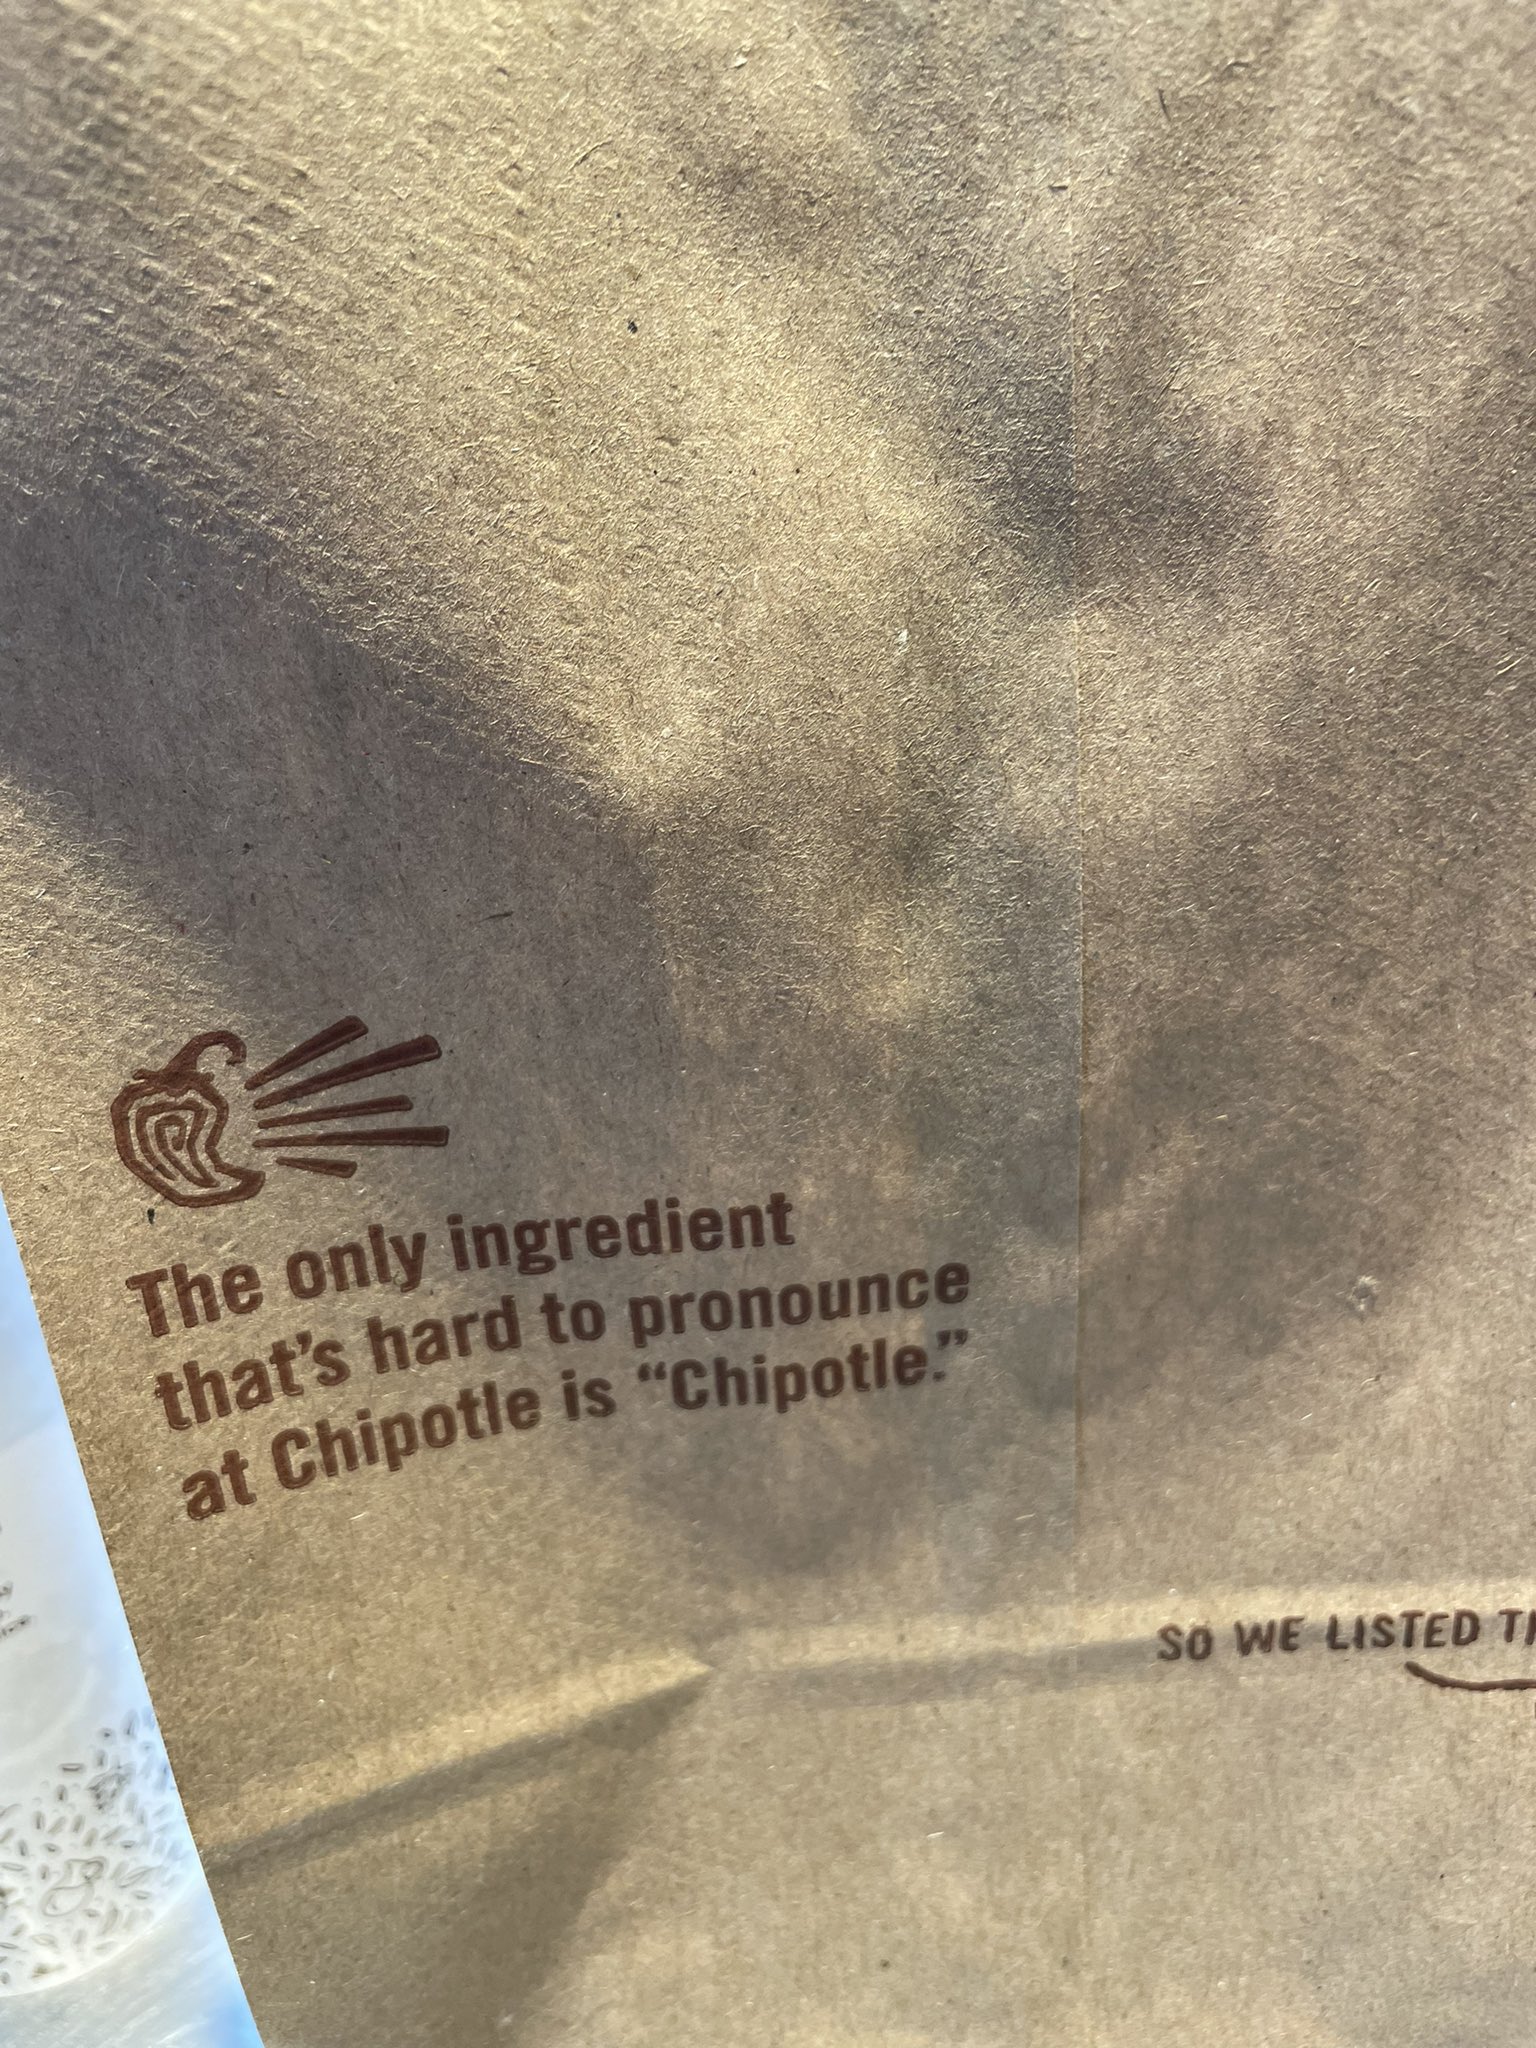 The only ingredient
that's hard to pronounce
at Chipotle is “Chipotle.”
SO WE LISTED